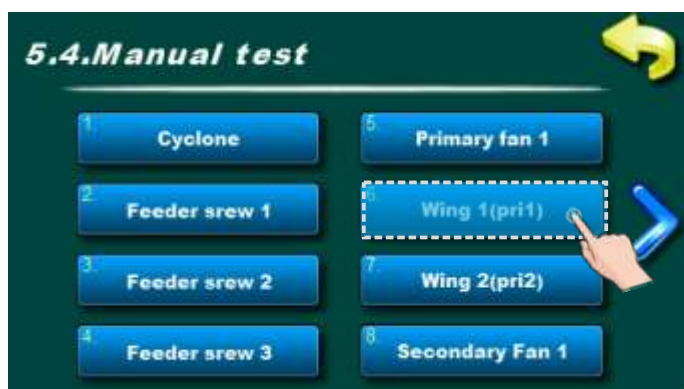 5.4.Manual test
1. Cyclone
2. Feeder srew 1
3. Feeder srew 2
4. Feeder srew 3
5. Primary fan 1
6. Wing 1(pri1)
7. Wing 2(pri2)
8 Secondary Fan 1